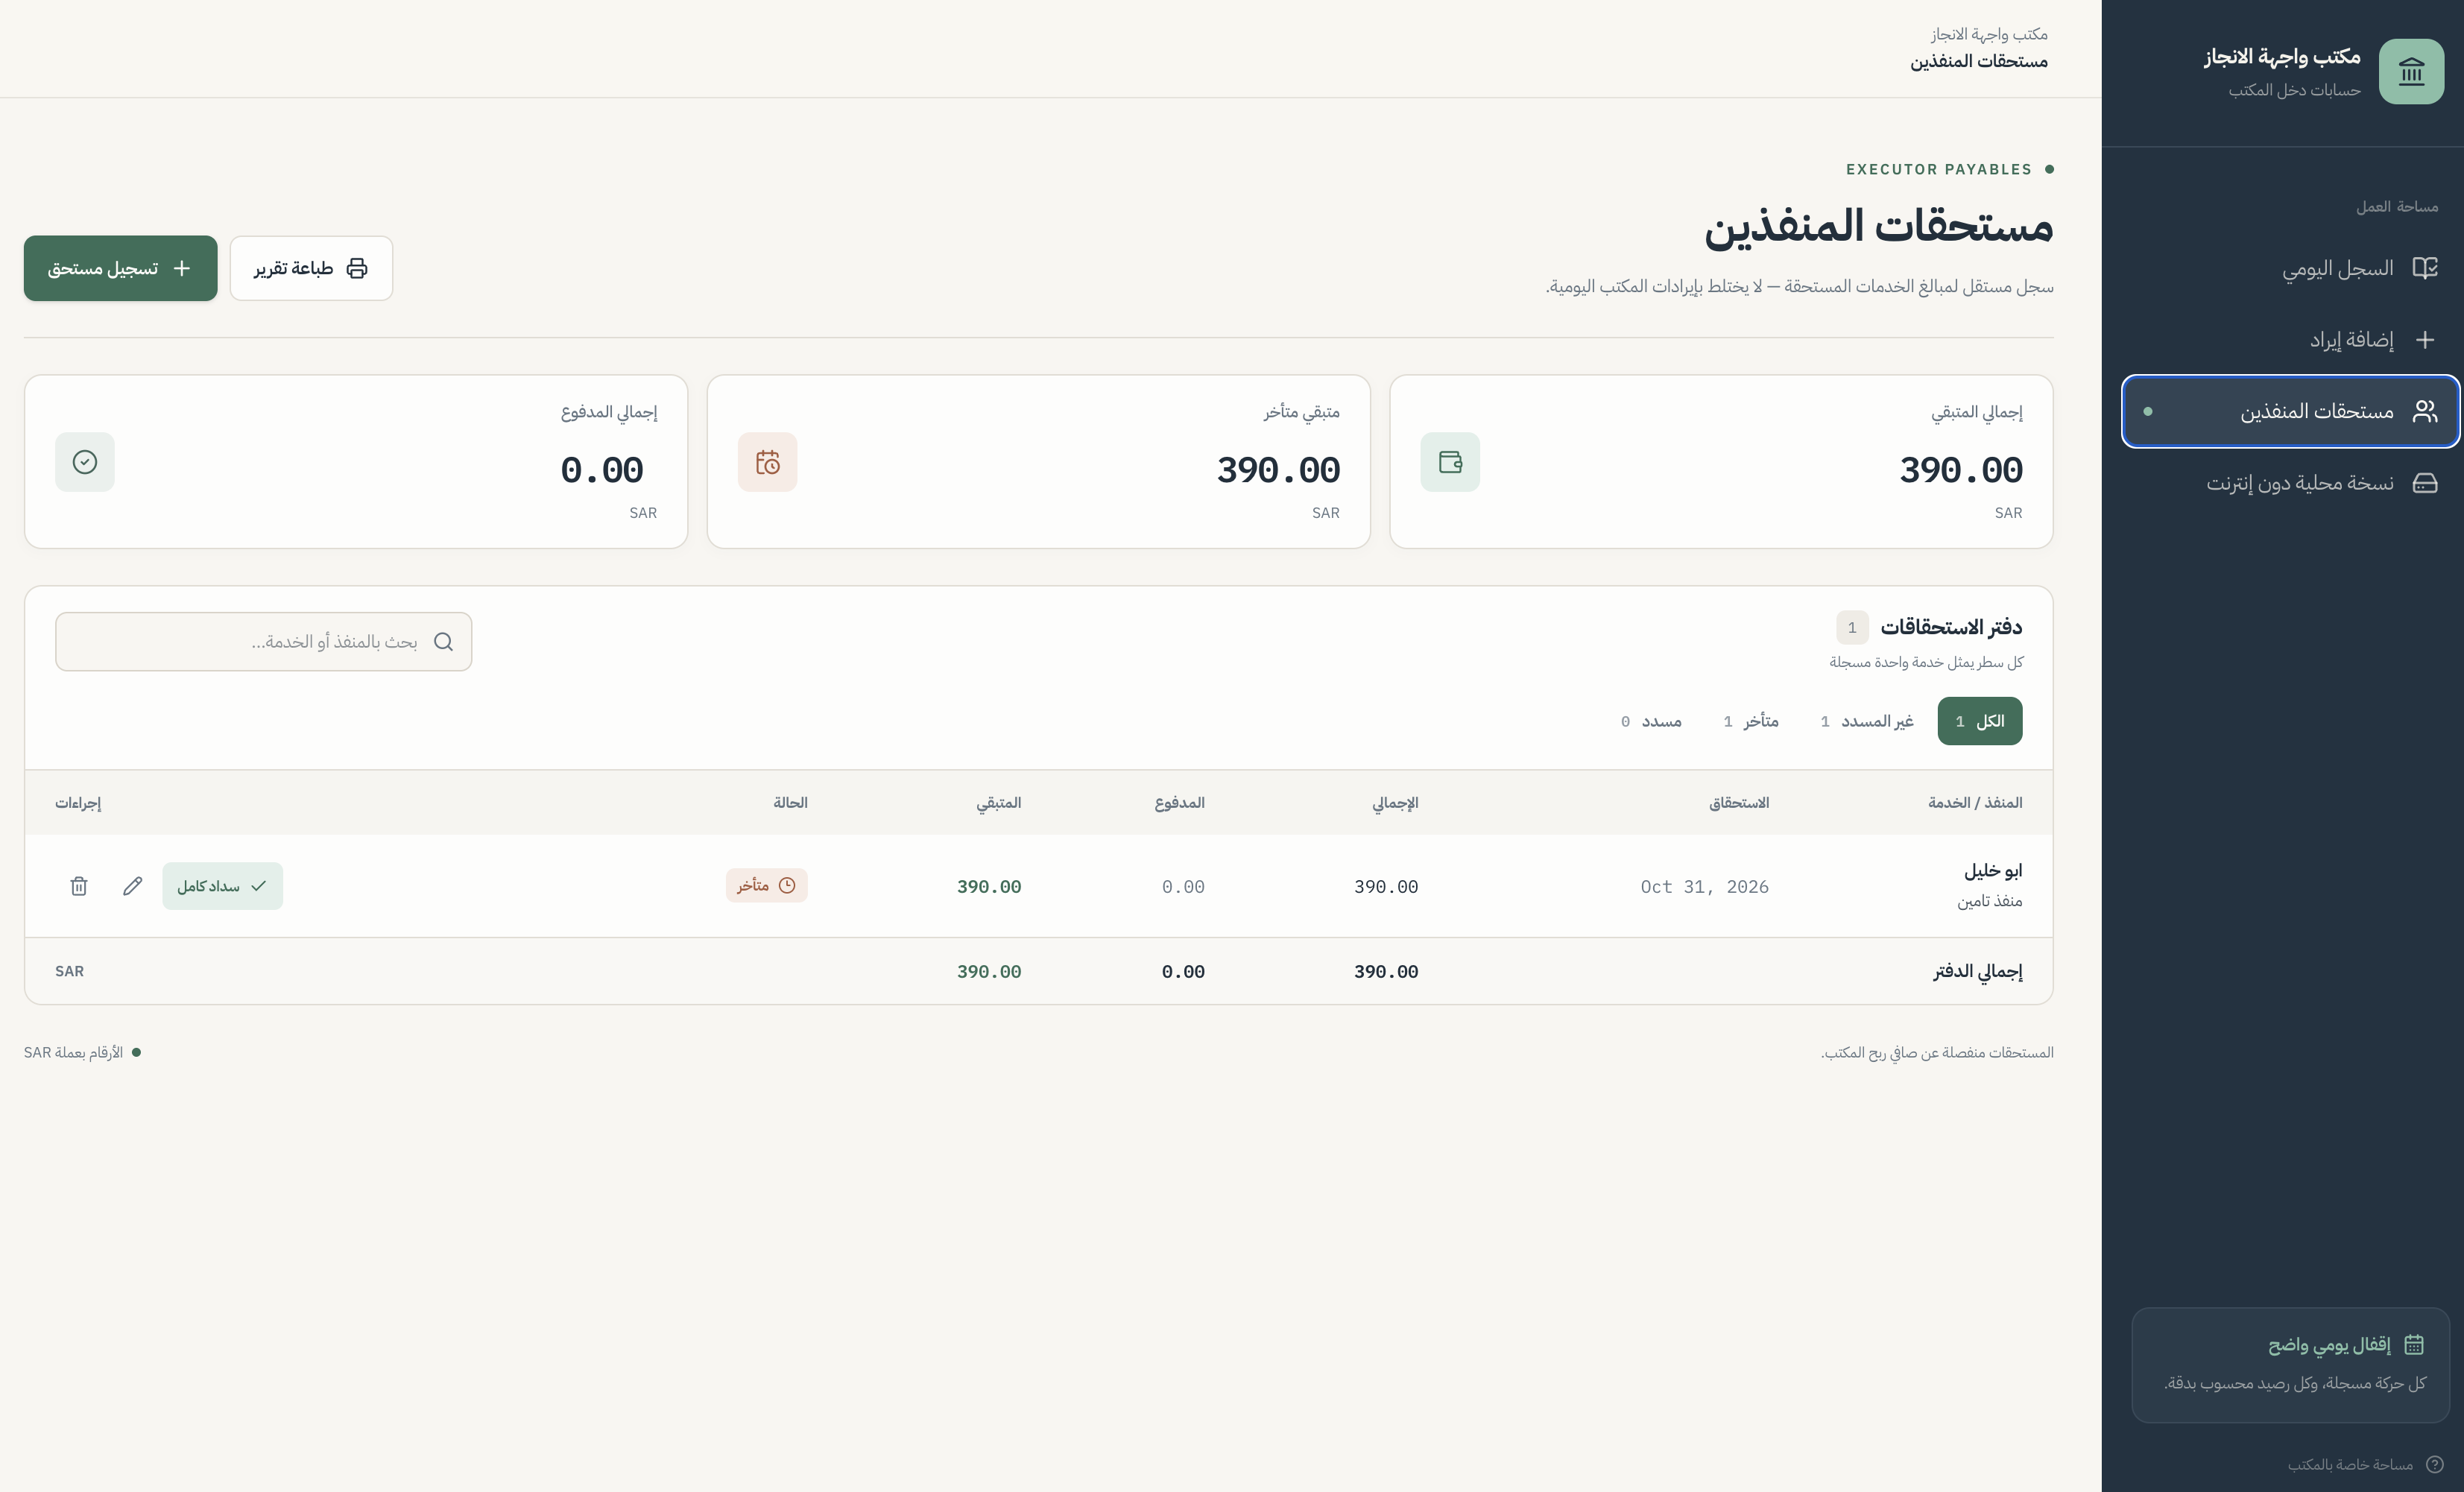 مكتب واجهة الانجاز
حسابات دخل المكتب
مساحة العمل
السجل اليومي
إضافة إيراد
مستحقات المنفذين
نسخة محلية دون إنترنت
إقفال يومي واضح
كل حركة مسجلة، وكل رصيد محسوب بدقة.
مساحة خاصة بالمكتب
مكتب واجهة الانجاز
مستحقات المنفذين
EXECUTOR PAYABLES
مستحقات المنفذين
سجل مستقل لمبالغ الخدمات المستحقة — لا يختلط بإيرادات المكتب اليومية.
طباعة تقرير
تسجيل مستحق
إجمالي المتبقي
390.00
SAR
متبقي متأخر
390.00
SAR
إجمالي المدفوع
0.00
SAR
دفتر الاستحقاقات 1
كل سطر يمثل خدمة واحدة مسجلة
بحث بالمنفذ أو الخدمة...
الكل 1 غير المسدد 1 متأخر 1 مسدد 0
المنفذ / الخدمة الاستحقاق الإجمالي المدفوع المتبقي الحالة إجراءات
ابو خليل
منفذ تامين
Oct 31, 2026 390.00 0.00 390.00 متأخر سداد كامل
إجمالي الدفتر 390.00 0.00 390.00 SAR
المستحقات منفصلة عن صافي ربح المكتب.
الأرقام بعملة SAR